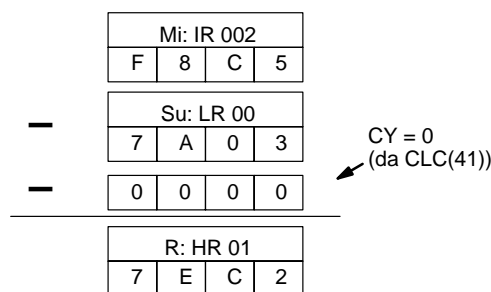 Mi: IR 002
F 8 C 5
− Su: LR 00
7 A 0 3
CY = 0
(da CLC(41))
− 0 0 0 0
R: HR 01
7 E C 2